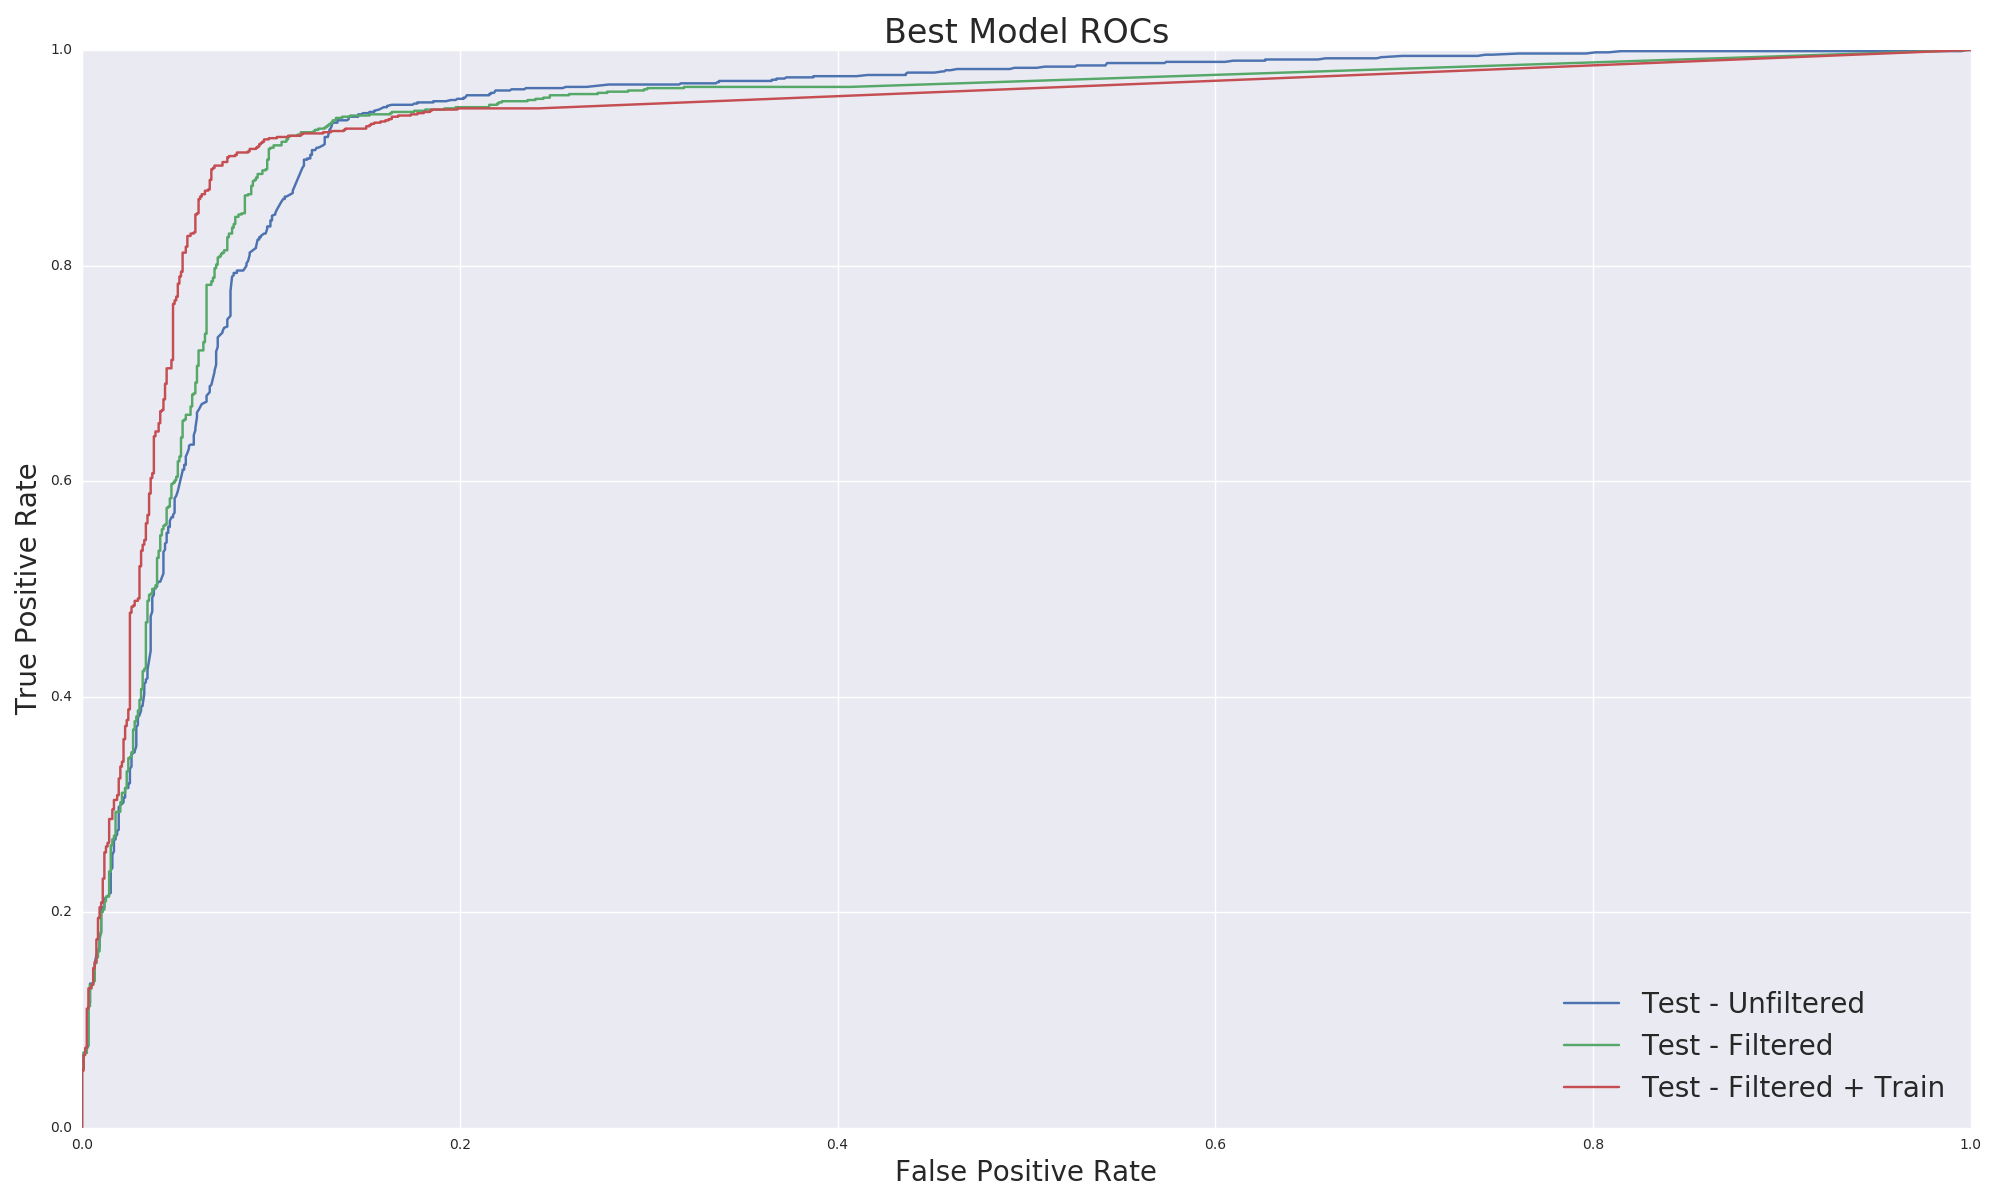 Best Model ROCs
1.0
0.8
0.6
0.4
0.2
0.0
True Positive Rate
0.0 0.2 0.4 0.6 0.8 1.0
False Positive Rate
Test - Unfiltered
Test - Filtered
Test - Filtered + Train